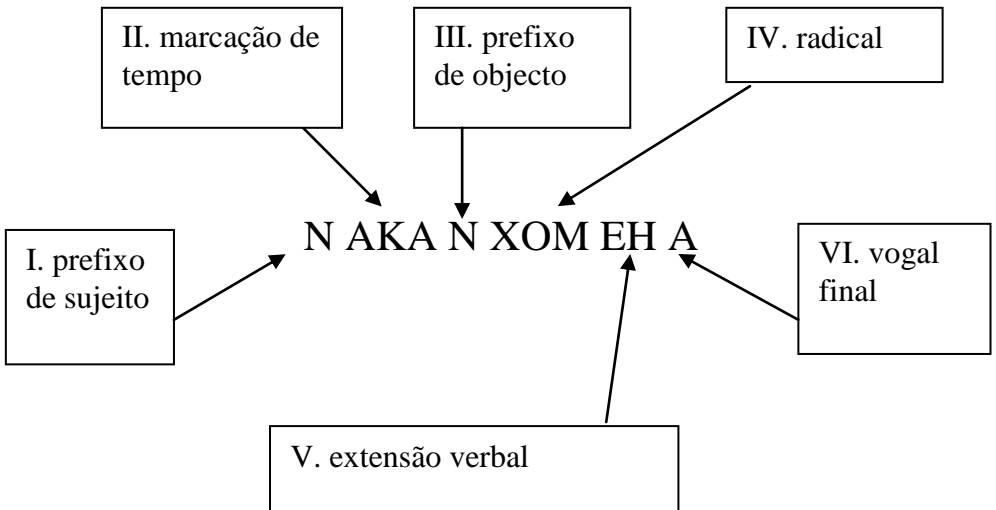 II. marcação de
tempo
III. prefixo
de objecto
IV. radical
N AKA N XOM EH A
I. prefixo
de sujeito
VI. vogal
final
V. extensão verbal